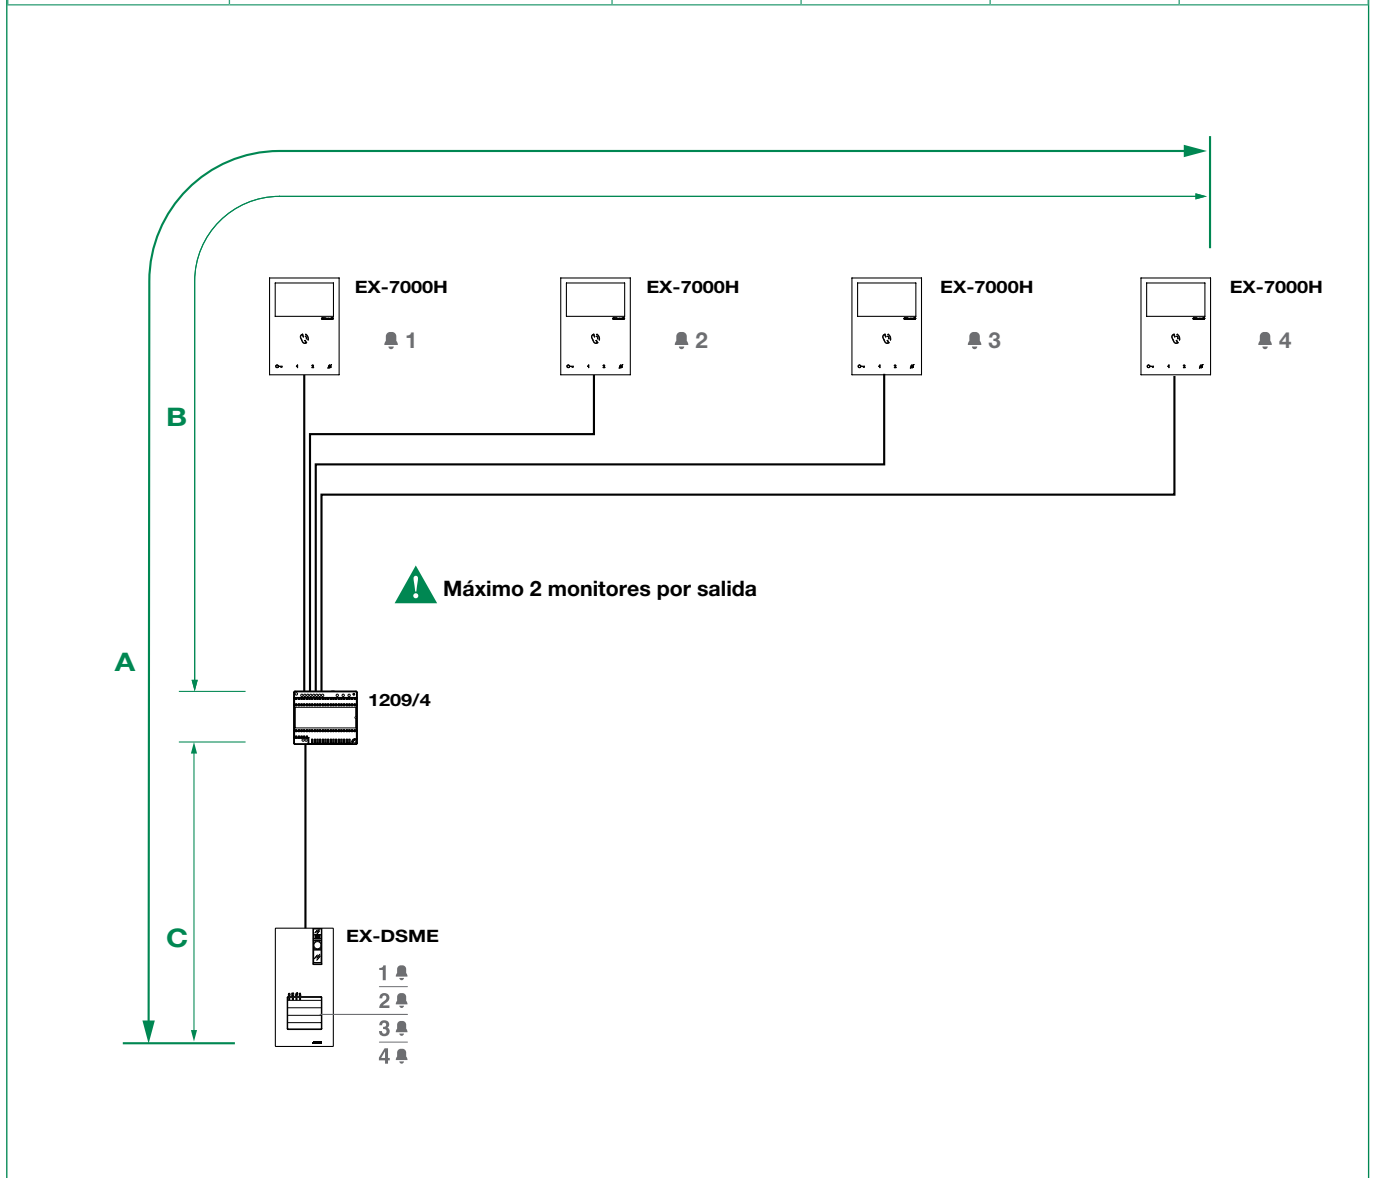 EX-7000H
EX-7000H
EX-7000H
EX-7000H
1
2
3
4
B
Máximo 2 monitores por salida
A
1209/4
C
EX-DSME
1
2
3
4